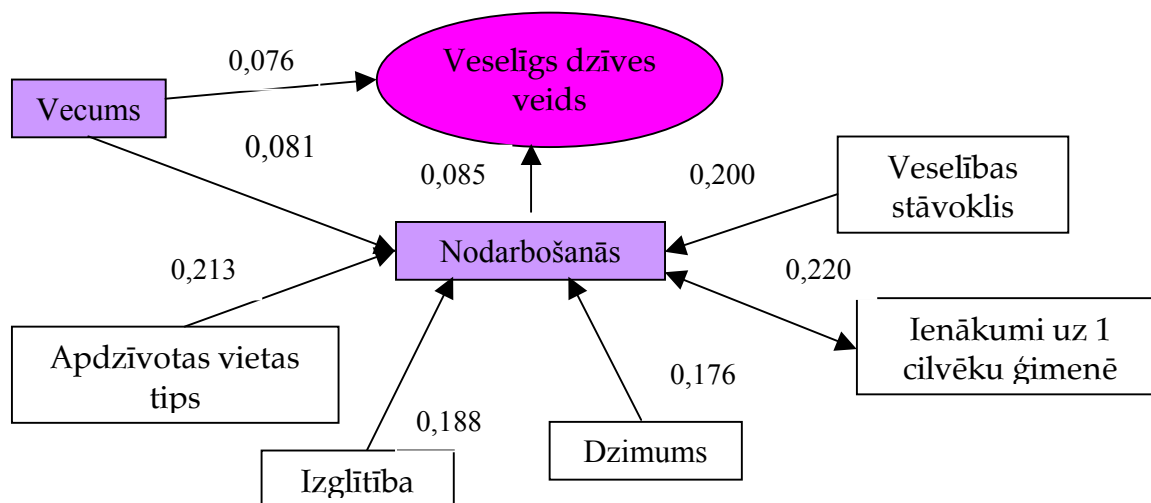 0,076
Veselīgs dzīves
veids
Vecums
0,081
0,085
0,200
Veselības
stāvoklis
Nodarbošanās
0,213
0,220
Apdzīvotas vietas
tips
Ienākumi uz 1
cilvēku ģimenē
0,176
0,188
Dzimums
Izglītība